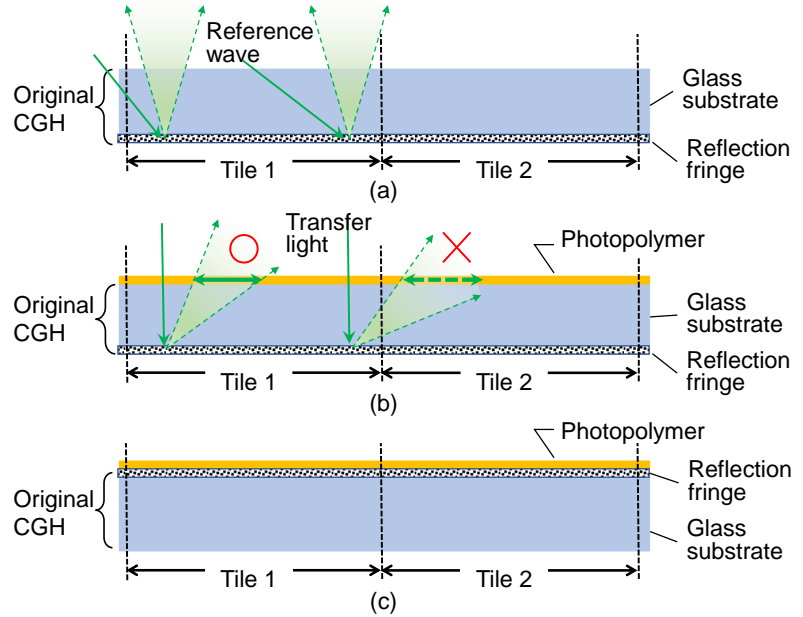 Reference
wave
Original
CGH
Glass
substrate
Reflection
fringe
Tile 1
Tile 2
(a)
Transfer
light
Photopolymer
Original
CGH
Glass
substrate
Reflection
fringe
Tile 1
Tile 2
(b)
Photopolymer
Reflection
fringe
Original
CGH
Glass
substrate
Tile 1
Tile 2
(c)